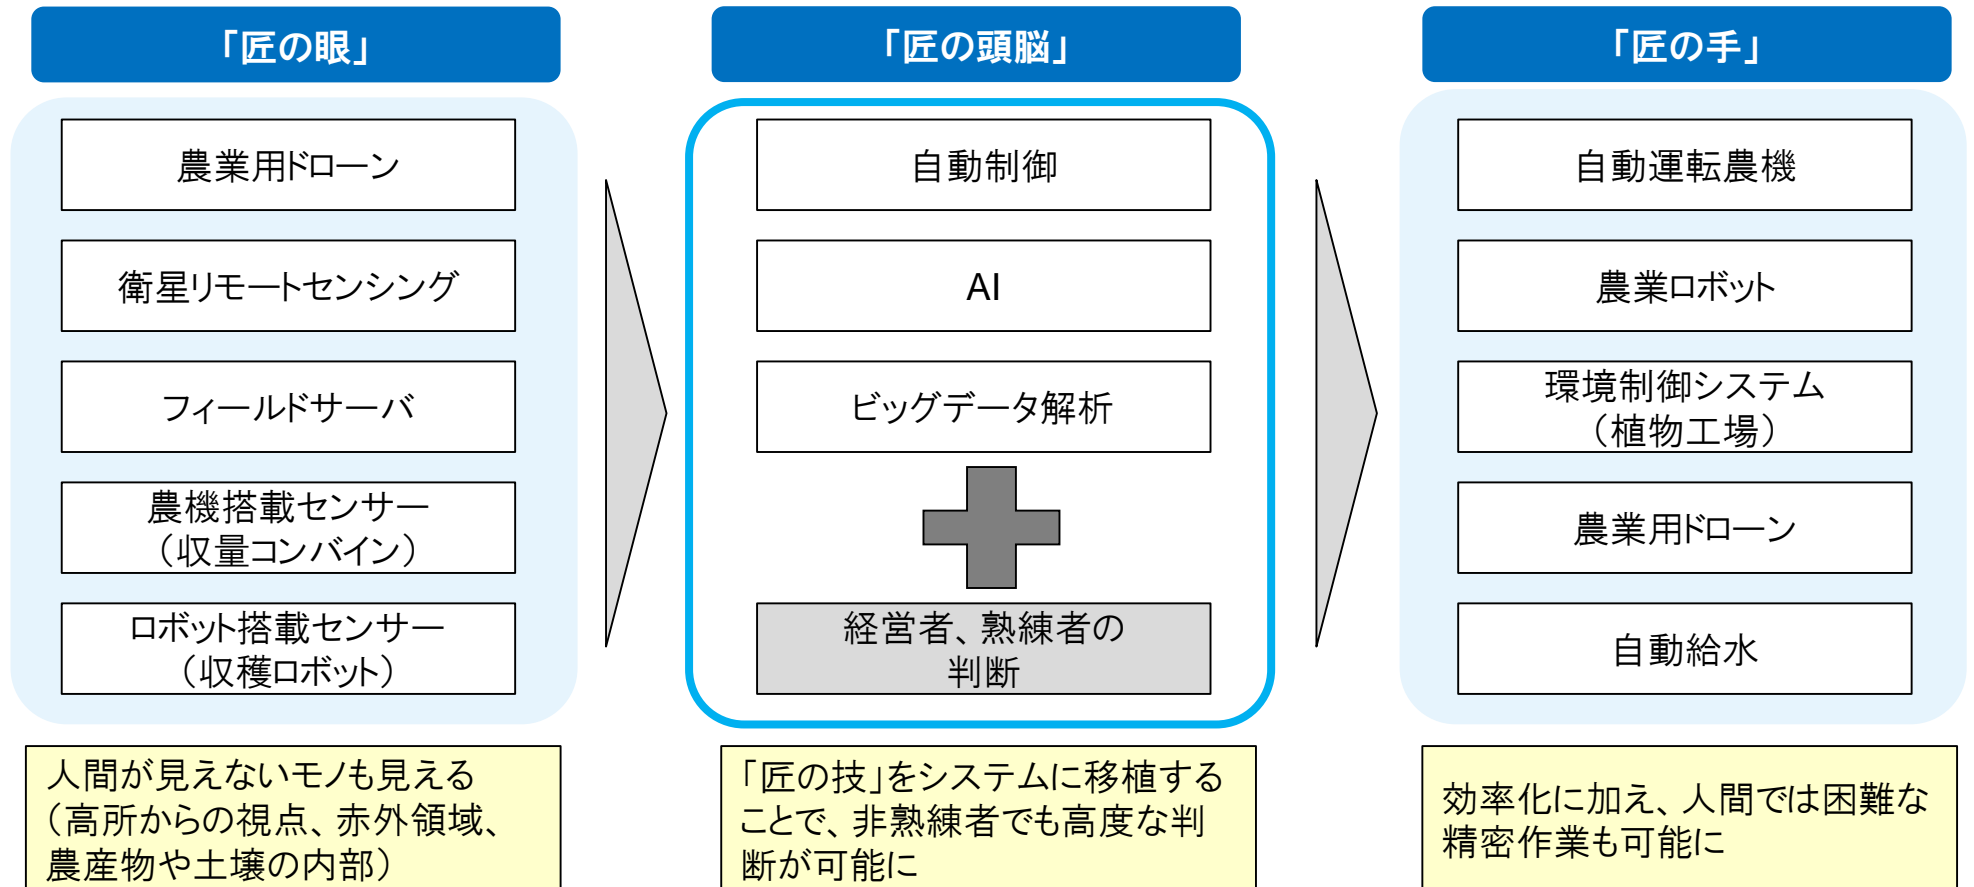 「匠の眼」
農業用ドローン
衛星リモートセンシング
フィールドサーバ
農機搭載センサー
（収量コンバイン）
ロボット搭載センサー
（収穫ロボット）
人間が見えないモノも見える
（高所からの視点、赤外領域、
農産物や土壌の内部）
「匠の頭脳」
自動制御
AI
ビッグデータ解析
経営者、熟練者の
判断
「匠の技」をシステムに移植する
ことで、非熟練者でも高度な判
断が可能に
「匠の手」
自動運転農機
農業ロボット
環境制御システム
（植物工場）
農業用ドローン
自動給水
効率化に加え、人間では困難な
精密作業も可能に